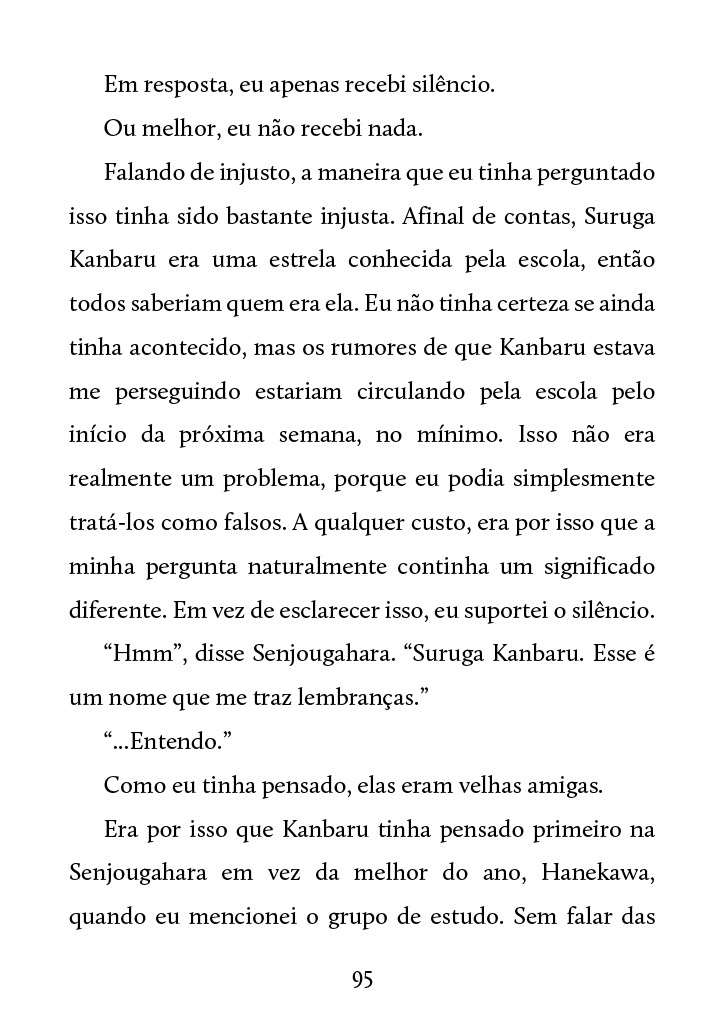 Em resposta, eu apenas recebi silêncio.
Ou melhor, eu não recebi nada.
Falando de injusto, a maneira que eu tinha perguntado
isso tinha sido bastante injusta. Afinal de contas, Suruga
Kanbaru era uma estrela conhecida pela escola, então
todos saberiam quem era ela. Eu não tinha certeza se ainda
tinha acontecido, mas os rumores de que Kanbaru estava
me perseguindo estariam circulando pela escola pelo
início da próxima semana, no mínimo. Isso não era
realmente um problema, porque eu podia simplesmente
tratá-los como falsos. A qualquer custo, era por isso que a
minha pergunta naturalmente continha um significado
diferente. Em vez de esclarecer isso, eu suportei o silêncio.
“Hmm”, disse Senjougahara. “Suruga Kanbaru. Esse é
um nome que me traz lembranças.”
“...Entendo.”
Como eu tinha pensado, elas eram velhas amigas.
Era por isso que Kanbaru tinha pensado primeiro na
Senjougahara em vez da melhor do ano, Hanekawa,
quando eu mencionei o grupo de estudo. Sem falar das
95